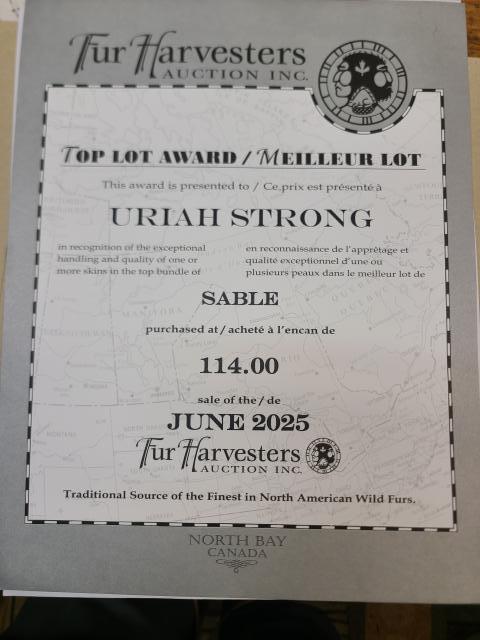 Fur Harvesters
AUCTION INC.
TOP LOT AWARD / MEILLEUR LOT
This award is presented to / Ce prix est présenté à
URIAH STRONG
in recognition of the exceptional
handling and quality of one or
more skins in the top bundle of
en reconnaissance de l'apprêtage et
qualité exceptionnel d'une ou
plusieurs peaux dans le meilleur lot de
SABLE
purchased at / acheté à l'encan de
114.00
sale of the / de
JUNE 2025
Fur Harvesters
AUCTION INC.
Traditional Source of the Finest in North American Wild Furs.
NORTH BAY
CANADA
MANITOBA
MONTANA
NORTH DAKOTA